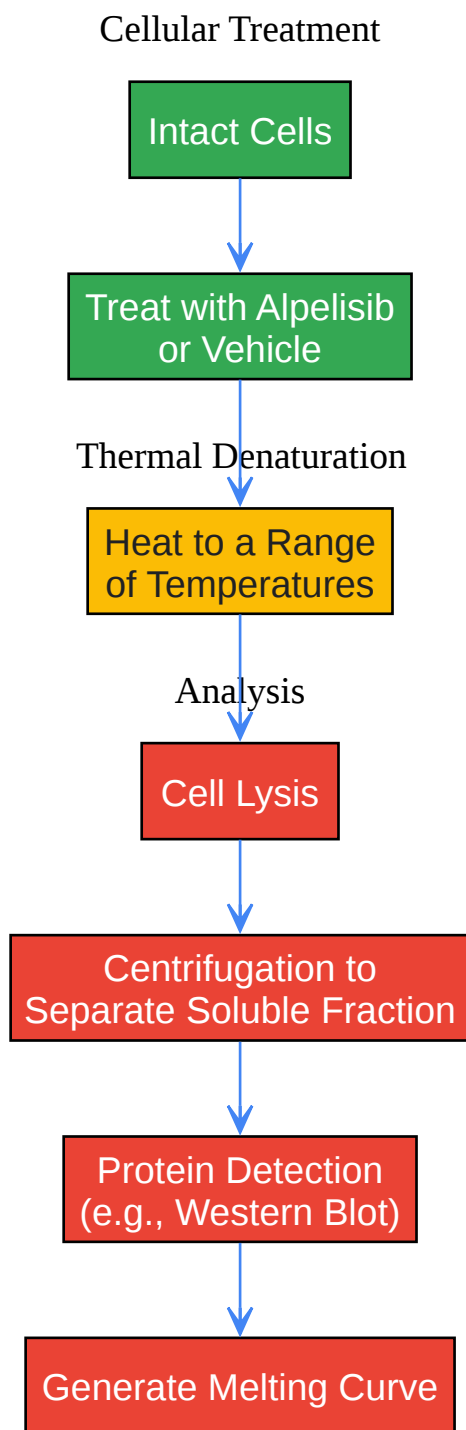 Cellular Treatment
Intact Cells
Treat with Alpelisib
or Vehicle
Thermal Denaturation
Heat to a Range
of Temperatures
Analysis
Cell Lysis
Centrifugation to
Separate Soluble Fraction
Protein Detection
(e.g., Western Blot)
Generate Melting Curve